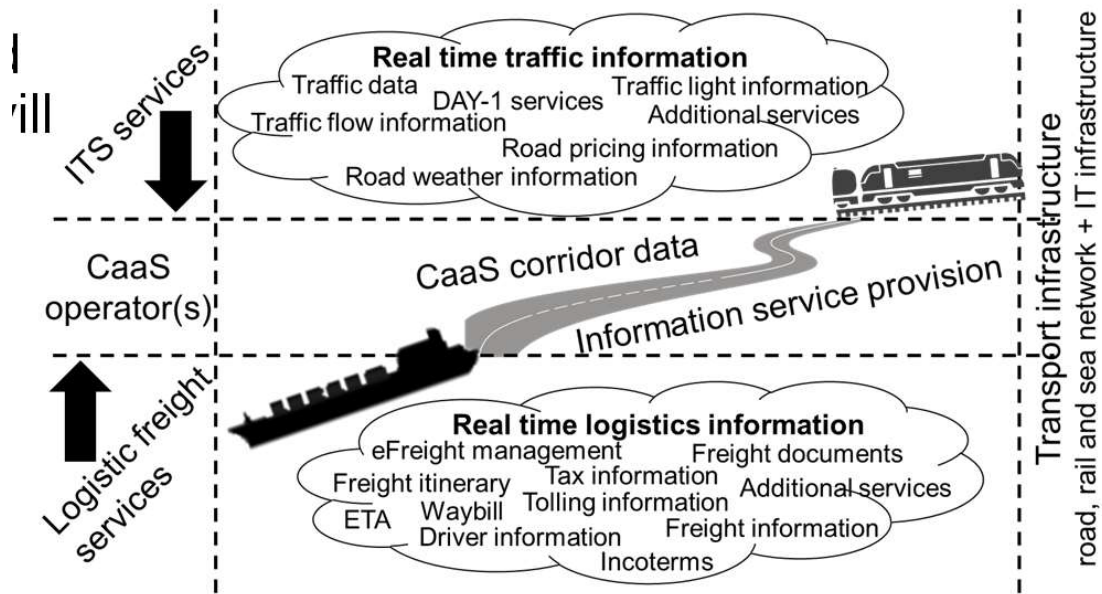 Real time traffic information
Traffic data
Traffic light information
DAY-1 services
Additional services
Traffic flow information
Road pricing information
Road weather information
ITS services
CaaS
operator(s)
CaaS corridor data
Information service provision
Logistic freight
services
Real time logistics information
eFreight management
Freight documents
Tax information
Freight itinerary
Additional services
Tolling information
Waybill
ETA
Freight information
Driver information
Incoterms
Transport infrastructure
road, rail and sea network + IT infrastructure